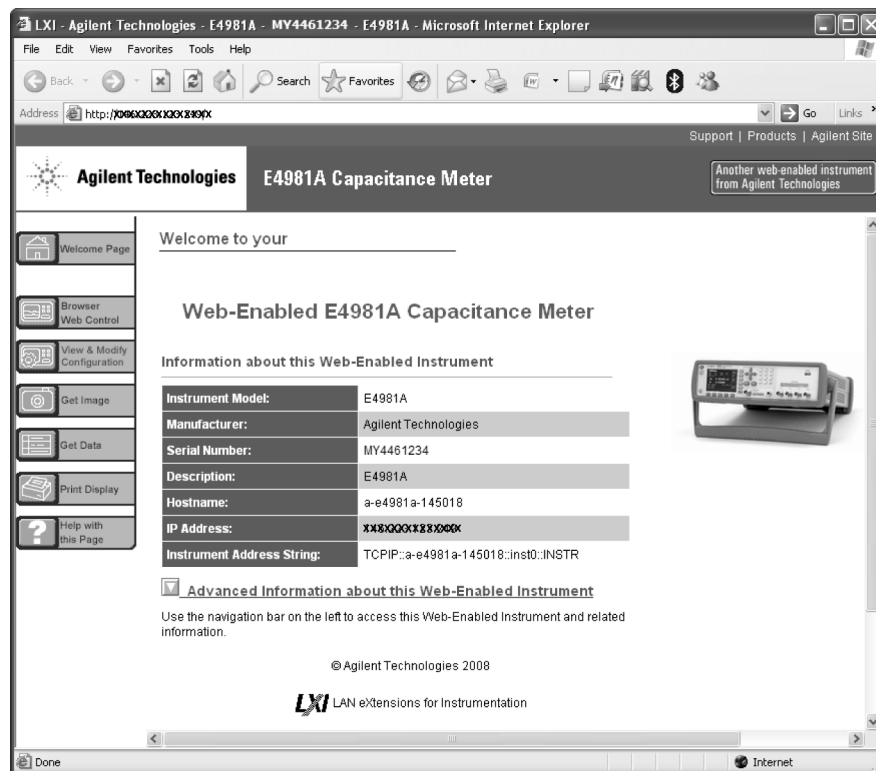 LXI - Agilent Technologies - E4981A - MY4461234 - E4981A - Microsoft Internet Explorer
File Edit View Favorites Tools Help
Back Search Favorites
Address http:/ Go Links
Support | Products | Agilent Site
Agilent Technologies E4981A Capacitance Meter
Another web-enabled instrument
from Agilent Technologies
Welcome Page
Browser
Web Control
View & Modify
Configuration
Get Image
Get Data
Print Display
Help with
this Page
Welcome to your
Web-Enabled E4981A Capacitance Meter
Information about this Web-Enabled Instrument
Instrument Model: E4981A
Manufacturer: Agilent Technologies
Serial Number: MY4461234
Description: E4981A
Hostname: a-e4981a-145018
IP Address:
Instrument Address String: TCPIP::a-e4981a-145018::inst0::INSTR
Advanced Information about this Web-Enabled Instrument
Use the navigation bar on the left to access this Web-Enabled Instrument and related
information.
© Agilent Technologies 2008
LXI LAN eXtensions for Instrumentation
Done Internet